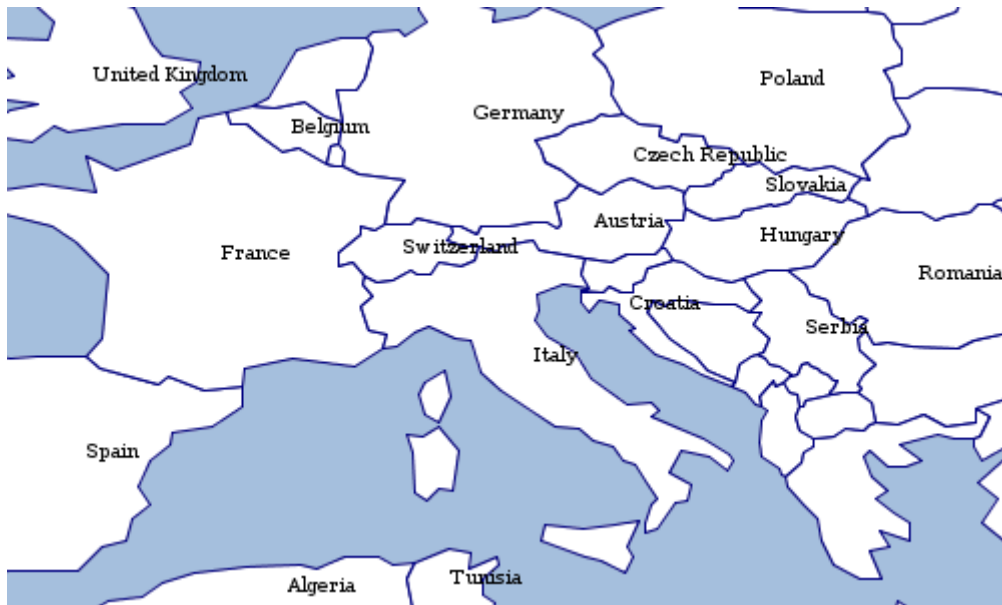 United Kingdom
Poland
Germany
Belgium
Czech Republic
Slovakia
Austria
Hungary
Switzerland
France
Romania
Croatia
Serbia
Italy
Spain
Tunisia
Algeria